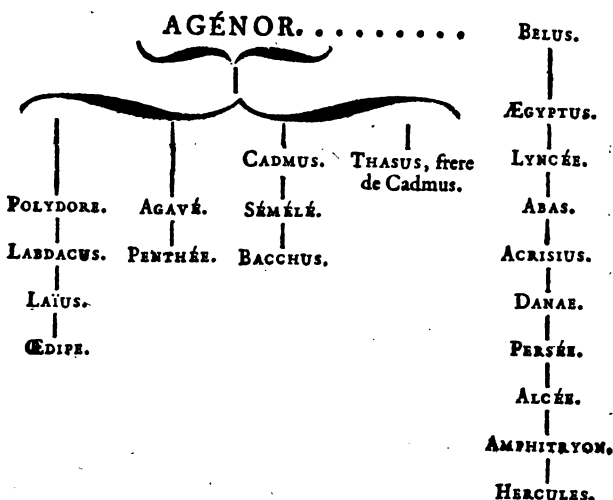 AGÉNOR. . . . . . . . . . BELUS.
ÆGYPTUS.
CADMUS. THASUS, frere de Cadmus. LYNCÉE.
POLYDORE. AGAVÉ. SÉMÉLÉ. ABAS.
LABDACUS. PENTHÉE. BACCHUS. ACRISIUS.
LAÏUS. DANAE.
ŒDIPE. PERSÉE.
ALCÉE.
AMPHITRYON.
HERCULES.